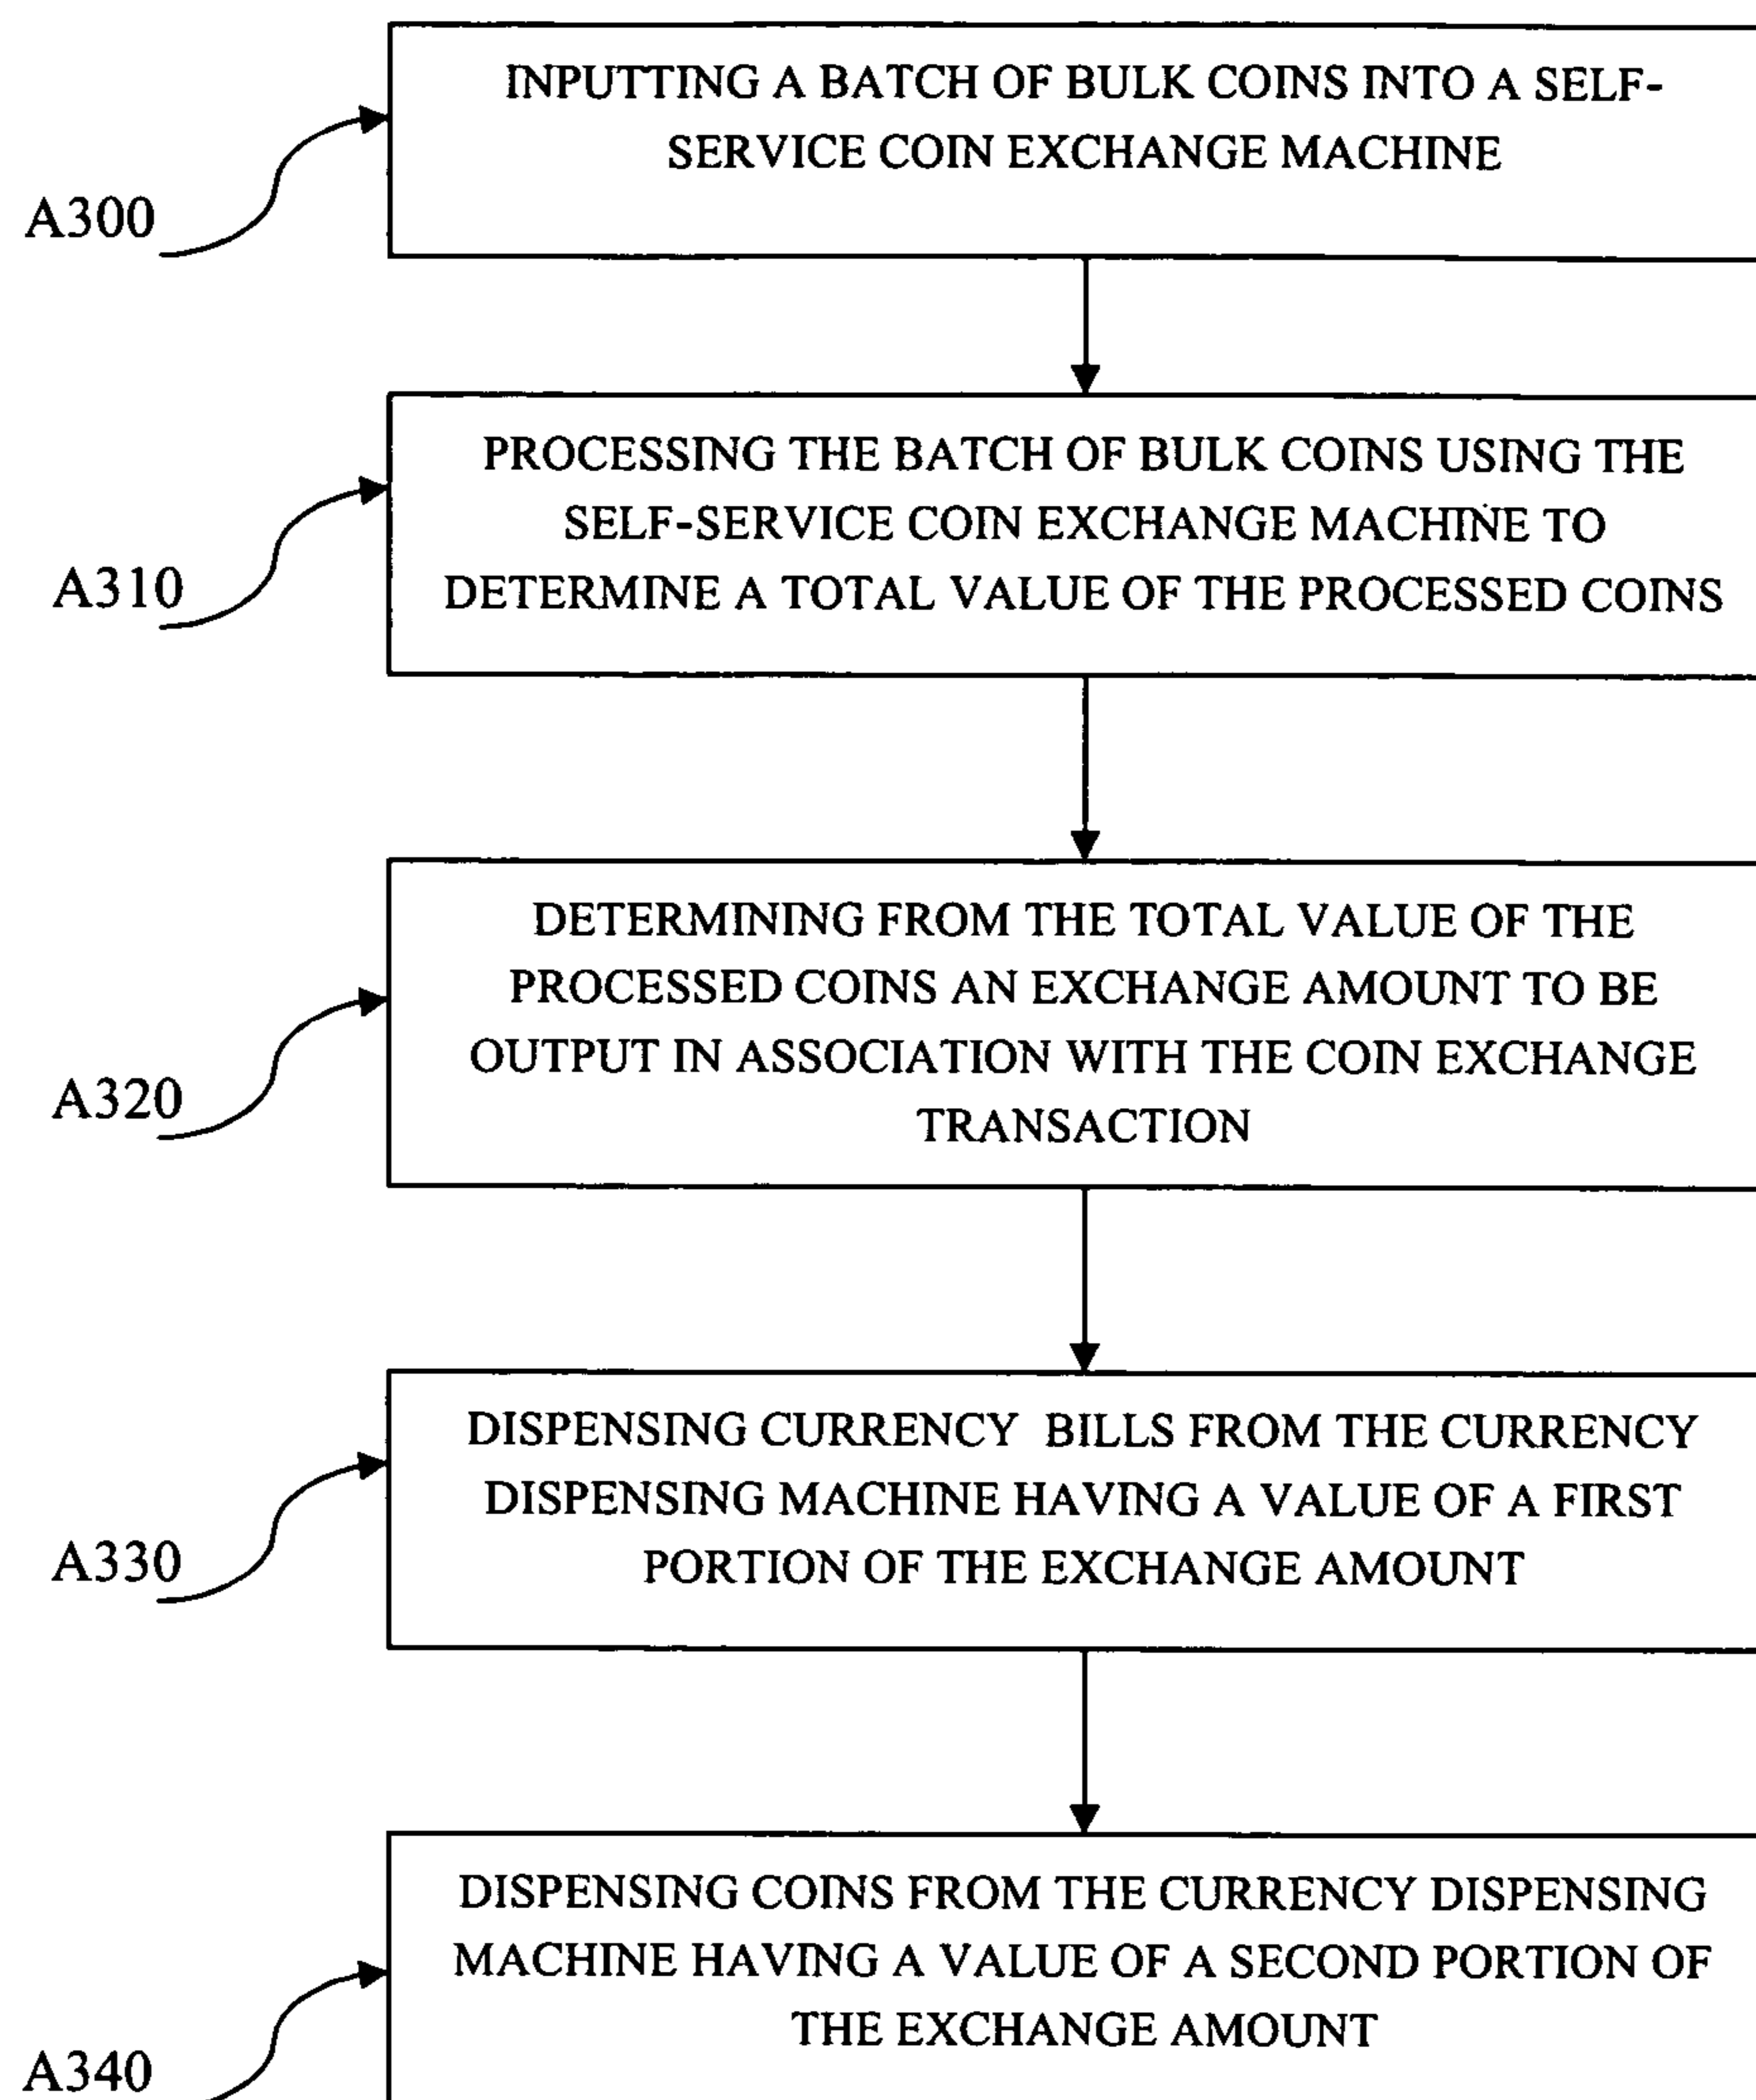 INPUTTING A BATCH OF BULK COINS INTO A SELF-
SERVICE COIN EXCHANGE MACHINE
A300
PROCESSING THE BATCH OF BULK COINS USING THE
SELF-SERVICE COIN EXCHANGE MACHINE TO
DETERMINE A TOTAL VALUE OF THE PROCESSED COINS
A310
DETERMINING FROM THE TOTAL VALUE OF THE
PROCESSED COINS AN EXCHANGE AMOUNT TO BE
OUTPUT IN ASSOCIATION WITH THE COIN EXCHANGE
TRANSACTION
A320
DISPENSING CURRENCY BILLS FROM THE CURRENCY
DISPENSING MACHINE HAVING A VALUE OF A FIRST
PORTION OF THE EXCHANGE AMOUNT
A330
DISPENSING COINS FROM THE CURRENCY DISPENSING
MACHINE HAVING A VALUE OF A SECOND PORTION OF
THE EXCHANGE AMOUNT
A340